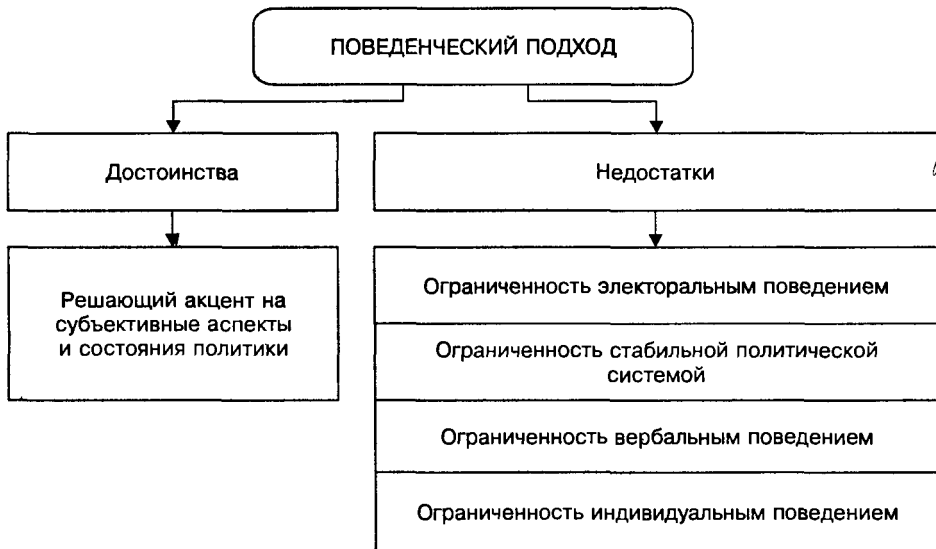 ПОВЕДЕНЧЕСКИЙ ПОДХОД
Достоинства
Недостатки
Решающий акцент на
субъективные аспекты
и состояния политики
Ограниченность электоральным поведением
Ограниченность стабильной политической
системой
Ограниченность вербальным поведением
Ограниченность индивидуальным поведением